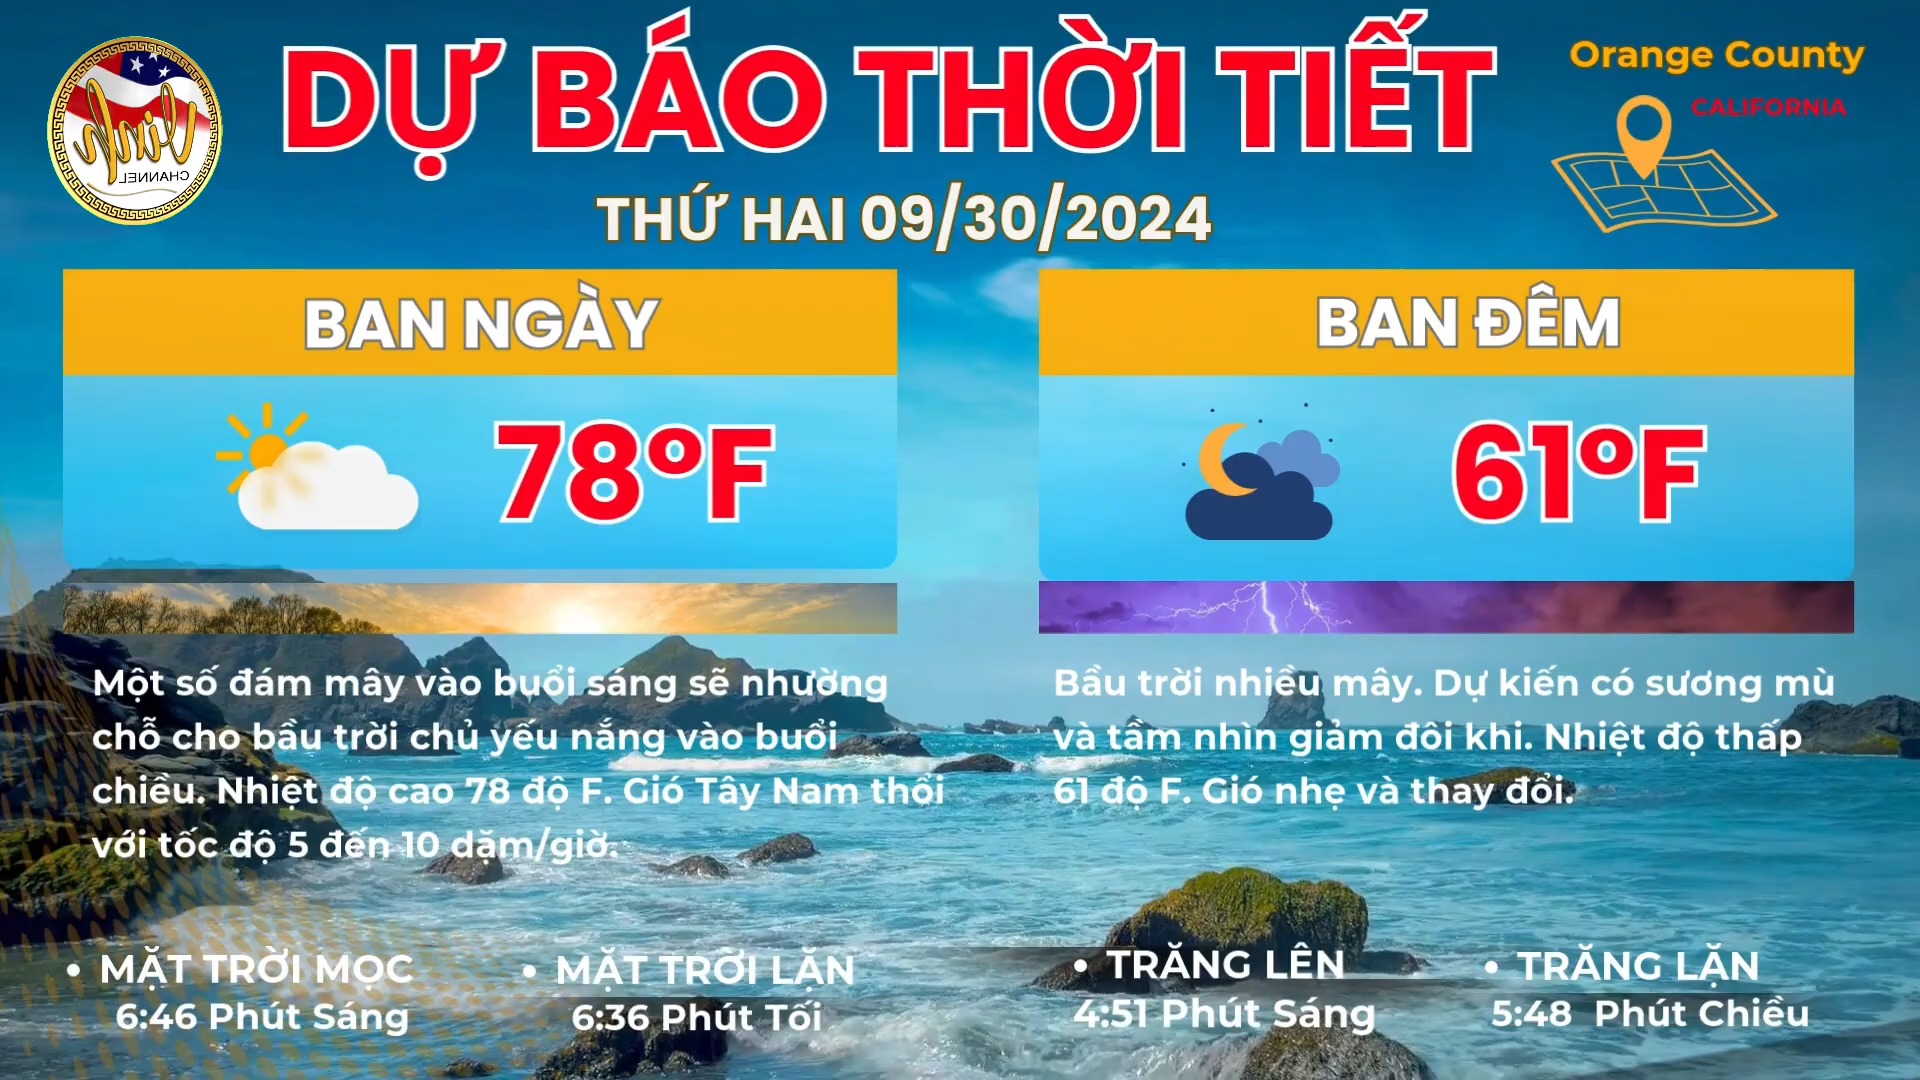 Vinh
CHANNEL
DỰ BÁO THỜI TIẾT
Orange County
CALIFORNIA
THỨ HAI 09/30/2024
BAN NGÀY
78°F
Một số đám mây vào buổi sáng sẽ nhường
chỗ cho bầu trời chủ yếu nắng vào buổi
chiều. Nhiệt độ cao 78 độ F. Gió Tây Nam thổi
với tốc độ 5 đến 10 dặm/giờ.
BAN ĐÊM
61°F
Bầu trời nhiều mây. Dự kiến có sương mù
và tầm nhìn giảm đôi khi. Nhiệt độ thấp
61 độ F. Gió nhẹ và thay đổi.
• MẶT TRỜI MỌC
6:46 Phút Sáng
• MẶT TRỜI LẶN
6:36 Phút Tối
• TRĂNG LÊN
4:51 Phút Sáng
• TRĂNG LẶN
5:48 Phút Chiều